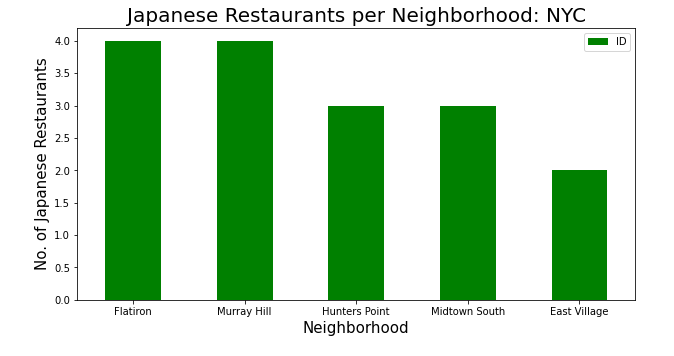 Japanese Restaurants per Neighborhood: NYC
ID
No. of Japanese Restaurants
4.0
3.5
3.0
2.5
2.0
1.5
1.0
0.5
0.0
Flatiron Murray Hill Hunters Point Midtown South East Village
Neighborhood